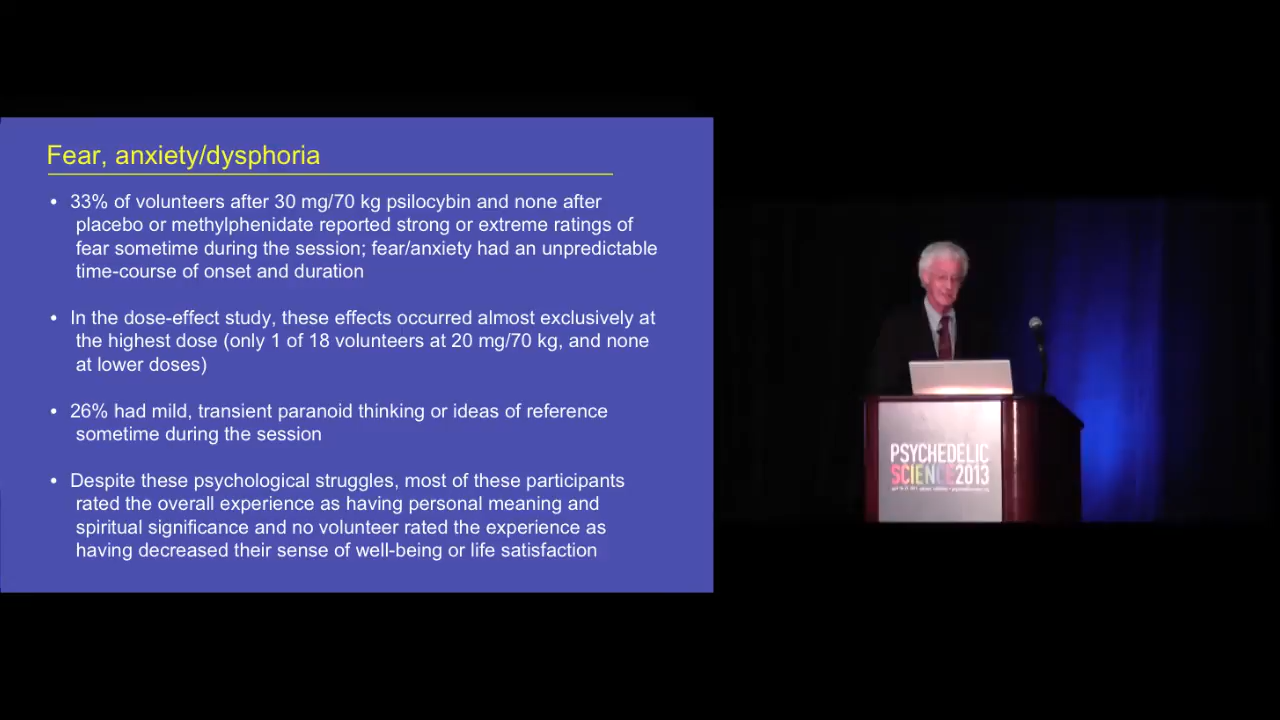 Fear, anxiety/dysphoria
• 33% of volunteers after 30 mg/70 kg psilocybin and none after
placebo or methylphenidate reported strong or extreme ratings of
fear sometime during the session; fear/anxiety had an unpredictable
time-course of onset and duration
• In the dose-effect study, these effects occurred almost exclusively at
the highest dose (only 1 of 18 volunteers at 20 mg/70 kg, and none
at lower doses)
• 26% had mild, transient paranoid thinking or ideas of reference
sometime during the session
• Despite these psychological struggles, most of these participants
rated the overall experience as having personal meaning and
spiritual significance and no volunteer rated the experience as
having decreased their sense of well-being or life satisfaction
PSYCHEDELIC
SCIENCE2013